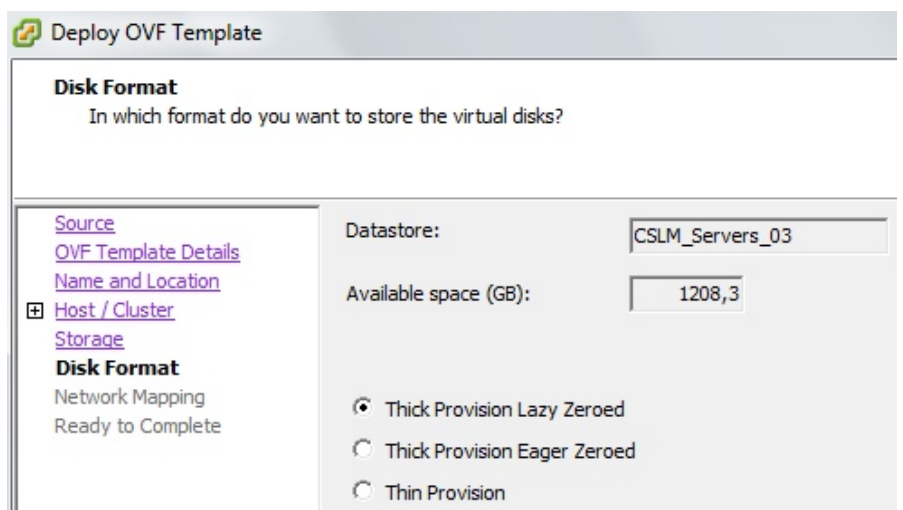 Deploy OVF Template
Disk Format
In which format do you want to store the virtual disks?
Source
OVF Template Details
Name and Location
Host / Cluster
Storage
Disk Format
Network Mapping
Ready to Complete
Datastore: CSLM_Servers_03
Available space (GB): 1208,3
Thick Provision Lazy Zeroed
Thick Provision Eager Zeroed
Thin Provision